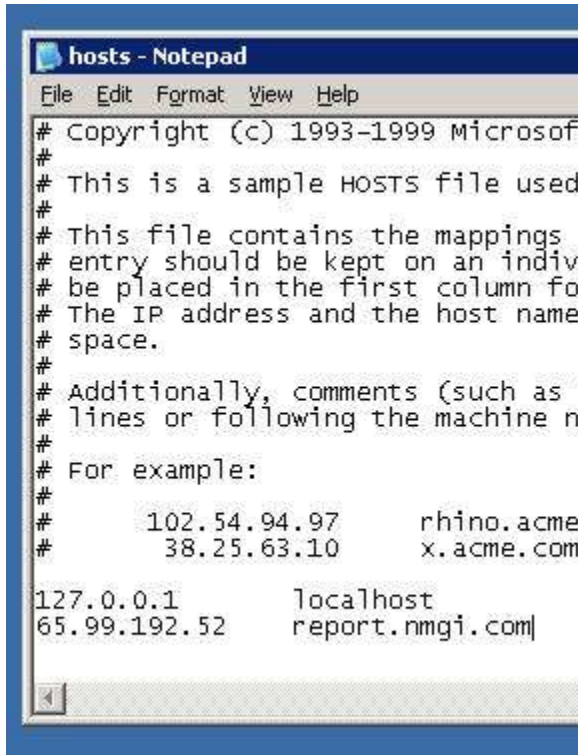 hosts - Notepad
File Edit Format View Help
# Copyright (c) 1993-1999 Microsof
#
# This is a sample HOSTS file used
#
# This file contains the mappings
# entry should be kept on an indiv
# be placed in the first column fo
# The IP address and the host name
# space.
#
# Additionally, comments (such as
# lines or following the machine n
#
# For example:
#
# 102.54.94.97 rhino.acme
# 38.25.63.10 x.acme.com
127.0.0.1 localhost
65.99.192.52 report.nmgi.com